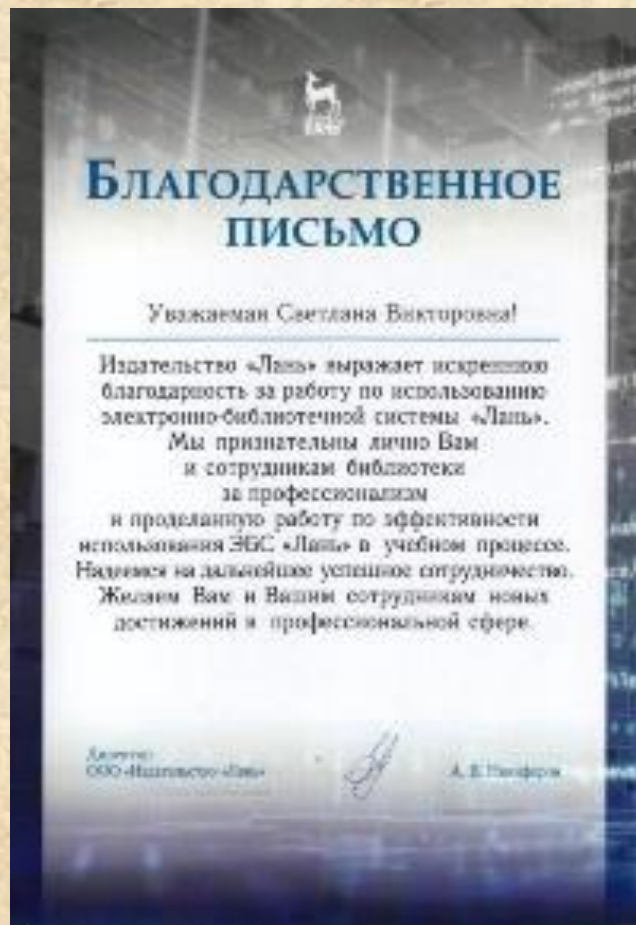 БЛАГОДАРСТВЕННОЕ
ПИСЬМО
Уважаемая Светлана Викторовна!
Издательство «Лань» выражает искреннюю
благодарность за работу по использованию
электронно-библиотечной системы «Лань».
Мы признательны лично Вам
и сотрудникам библиотеки
за профессионализм
и проделанную работу по эффективности
использования ЭБС «Лань» в учебном процессе.
Надеемся на дальнейшее успешное сотрудничество.
Желаем Вам и Вашим сотрудникам новых
достижений в профессиональной сфере.
Директор
ООО «Издательство «Лань»
А. В. Никифоров